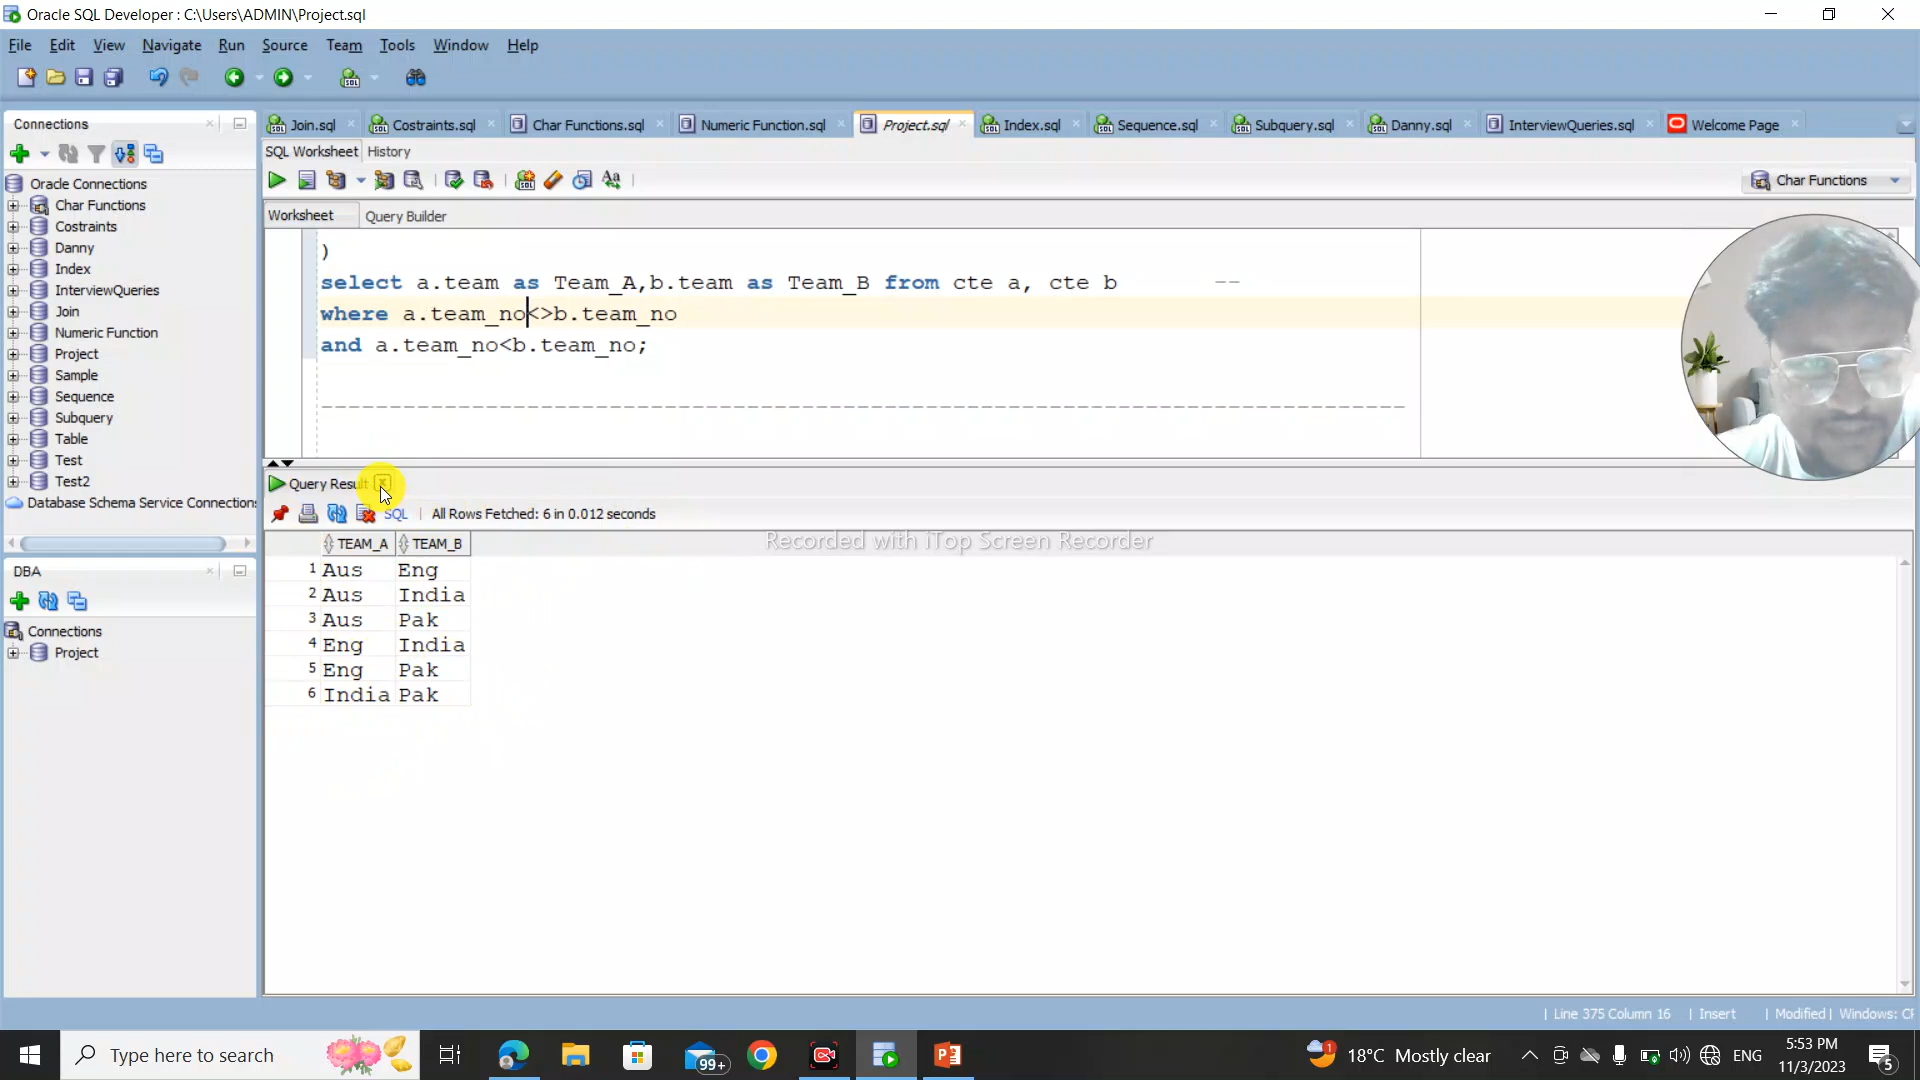 Oracle SQL Developer : C:\Users\ADMIN\Project.sql
File Edit View Navigate Run Source Team Tools Window Help
Connections
Join.sql Costraints.sql Char Functions.sql Numeric Function.sql Project.sql Index.sql Sequence.sql Subquery.sql Danny.sql InterviewQueries.sql Welcome Page
SQL Worksheet History
Char Functions
Worksheet Query Builder
Oracle Connections
Char Functions
Costraints
Danny
Index
InterviewQueries
Join
Numeric Function
Project
Sample
Sequence
Subquery
Table
Test
Test2
Database Schema Service Connections
)
select a.team as Team_A,b.team as Team_B from cte a, cte b --
where a.team_no<>b.team_no
and a.team_no<b.team_no;
--------------------------------------------------------------------------------
Query Result
SQL | All Rows Fetched: 6 in 0.012 seconds
Recorded with iTop Screen Recorder
TEAM_A TEAM_B
1 Aus Eng
2 Aus India
3 Aus Pak
4 Eng India
5 Eng Pak
6 India Pak
DBA
Connections
Project
| Line 375 Column 16 | Insert | Modified | Windows: CF
Type here to search
99+
18°C Mostly clear
ENG
5:53 PM
11/3/2023
5